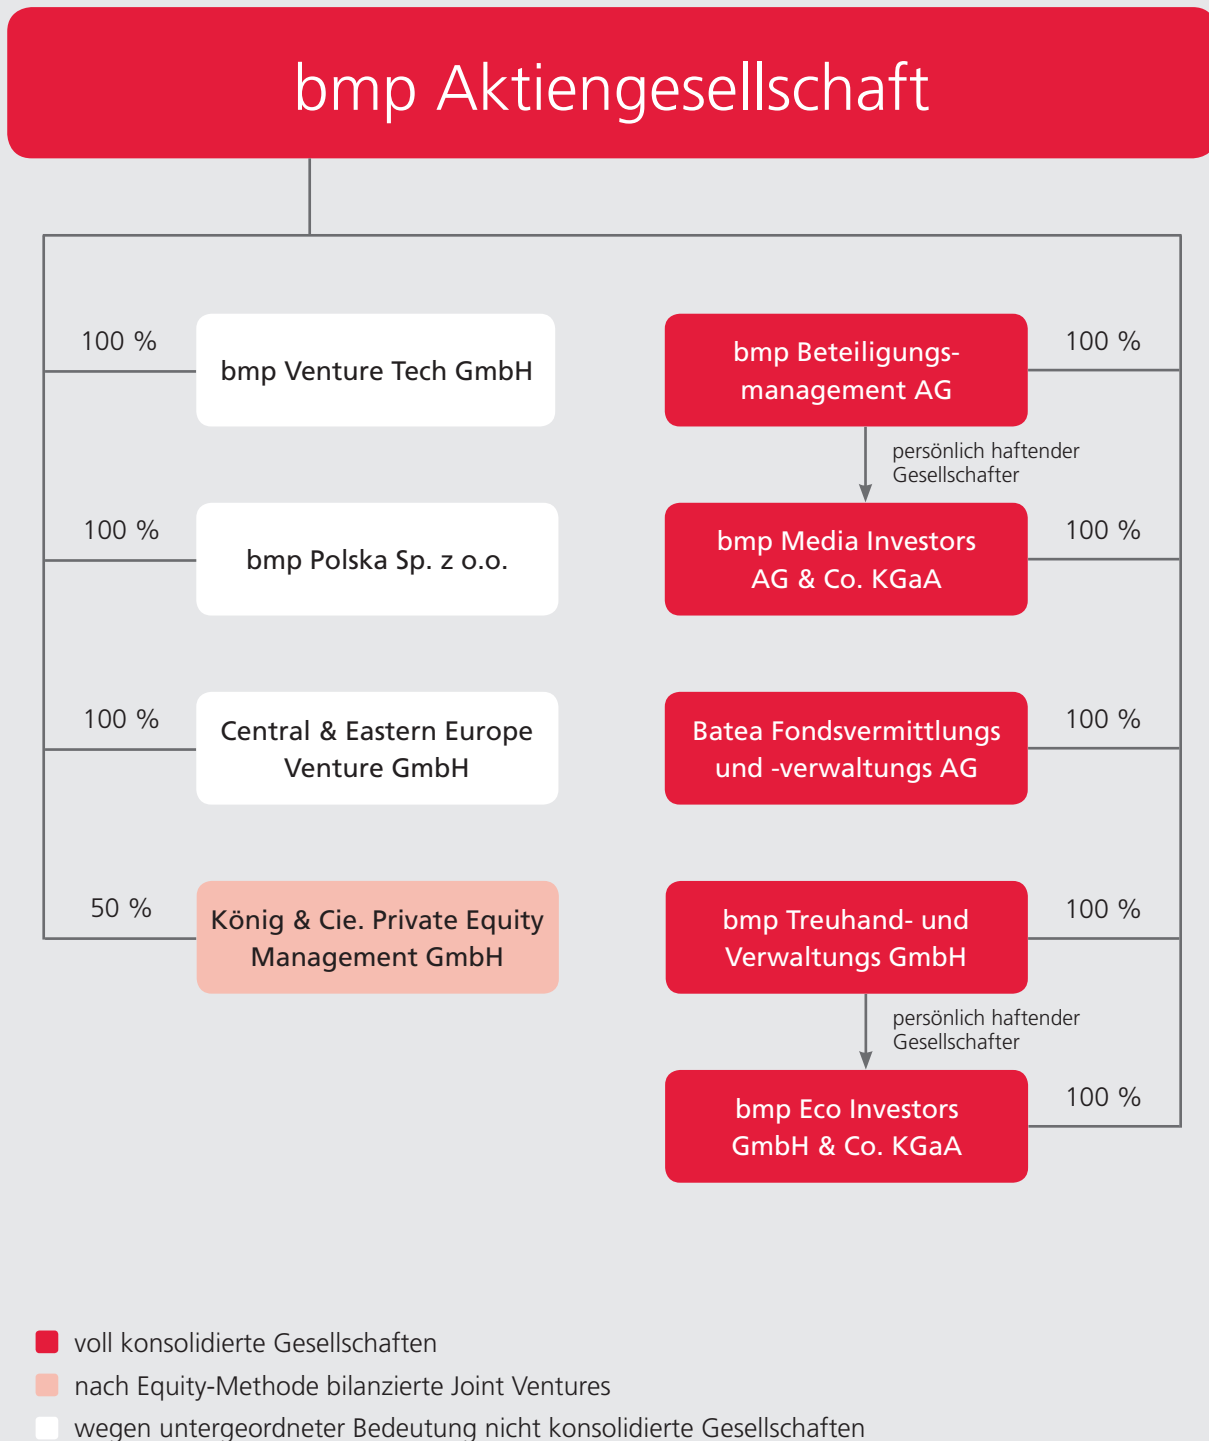 bmp Aktiengesellschaft
100 %
bmp Venture Tech GmbH
100 %
bmp Polska Sp. z o.o.
100 %
Central & Eastern Europe
Venture GmbH
50 %
König & Cie. Private Equity
Management GmbH
bmp Beteiligungs-
management AG
100 %
persönlich haftender
Gesellschafter
bmp Media Investors
AG & Co. KGaA
100 %
Batea Fondsvermittlungs
und -verwaltungs AG
100 %
bmp Treuhand- und
Verwaltungs GmbH
100 %
persönlich haftender
Gesellschafter
bmp Eco Investors
GmbH & Co. KGaA
100 %
voll konsolidierte Gesellschaften
nach Equity-Methode bilanzierte Joint Ventures
wegen untergeordneter Bedeutung nicht konsolidierte Gesellschaften